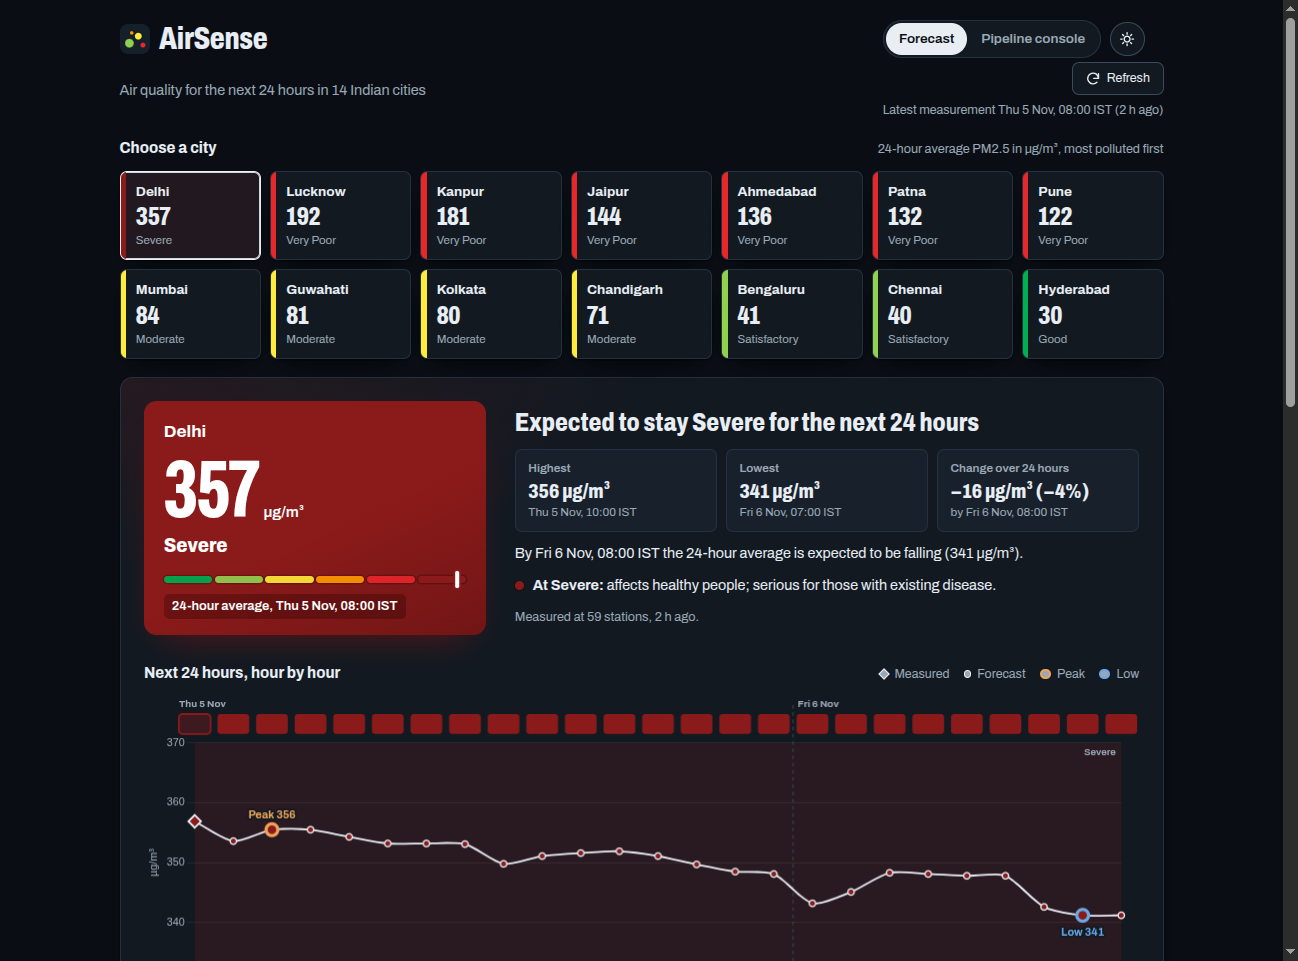 AirSense
Forecast
Pipeline console
Air quality for the next 24 hours in 14 Indian cities
Refresh
Latest measurement Thu 5 Nov, 08:00 IST (2 h ago)
Choose a city
24-hour average PM2.5 in µg/m³, most polluted first
Delhi
357
Severe
Lucknow
192
Very Poor
Kanpur
181
Very Poor
Jaipur
144
Very Poor
Ahmedabad
136
Very Poor
Patna
132
Very Poor
Pune
122
Very Poor
Mumbai
84
Moderate
Guwahati
81
Moderate
Kolkata
80
Moderate
Chandigarh
71
Moderate
Bengaluru
41
Satisfactory
Chennai
40
Satisfactory
Hyderabad
30
Good
Delhi
357 µg/m³
Severe
24-hour average, Thu 5 Nov, 08:00 IST
Expected to stay Severe for the next 24 hours
Highest
356 µg/m³
Thu 5 Nov, 10:00 IST
Lowest
341 µg/m³
Fri 6 Nov, 07:00 IST
Change over 24 hours
−16 µg/m³ (−4%)
by Fri 6 Nov, 08:00 IST
By Fri 6 Nov, 08:00 IST the 24-hour average is expected to be falling (341 µg/m³).
At Severe: affects healthy people; serious for those with existing disease.
Measured at 59 stations, 2 h ago.
Next 24 hours, hour by hour
Measured
Forecast
Peak
Low
Thu 5 Nov
Fri 6 Nov
370
Severe
360
Peak 356
350
µg/m³
340
Low 341